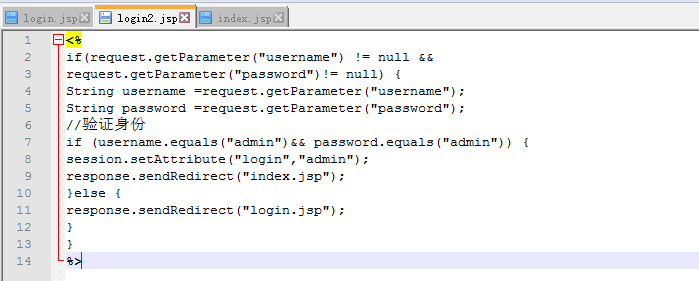 login.jsp login2.jsp index.jsp
1 <%
2 if(request.getParameter("username") != null &&
3 request.getParameter("password")!= null) {
4 String username =request.getParameter("username");
5 String password =request.getParameter("password");
6 //验证身份
7 if (username.equals("admin")&& password.equals("admin")) {
8 session.setAttribute("login","admin");
9 response.sendRedirect("index.jsp");
10 }else {
11 response.sendRedirect("login.jsp");
12 }
13 }
14 %>